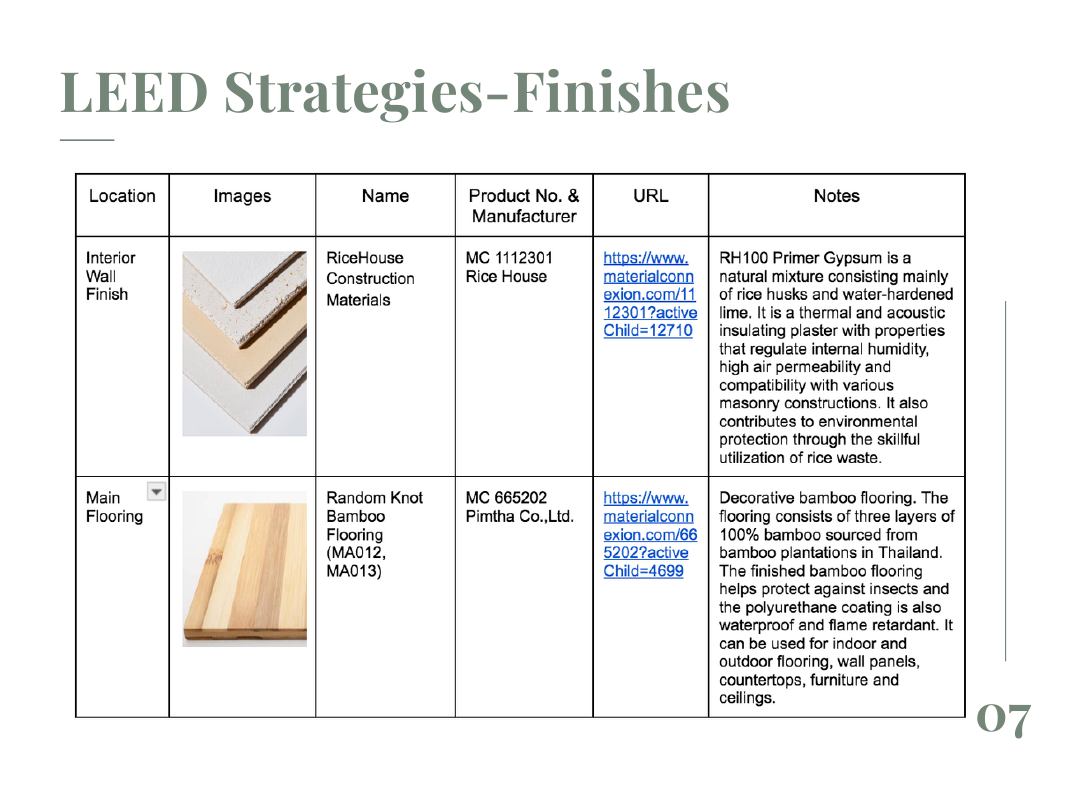 LEED Strategies-Finishes
Location
Images
Name
Product No. &
Manufacturer
URL
Notes
Interior
Wall
Finish
RiceHouse
Construction
Materials
MC 1112301
Rice House
https://www.
materialconn
exion.com/11
12301?active
Child=12710
RH100 Primer Gypsum is a
natural mixture consisting mainly
of rice husks and water-hardened
lime. It is a thermal and acoustic
insulating plaster with properties
that regulate internal humidity,
high air permeability and
compatibility with various
masonry constructions. It also
contributes to environmental
protection through the skillful
utilization of rice waste.
Main
Flooring
Random Knot
Bamboo
Flooring
(MA012,
MA013)
MC 665202
Pimtha Co.,Ltd.
https://www.
materialconn
exion.com/66
5202?active
Child=4699
Decorative bamboo flooring. The
flooring consists of three layers of
100% bamboo sourced from
bamboo plantations in Thailand.
The finished bamboo flooring
helps protect against insects and
the polyurethane coating is also
waterproof and flame retardant. It
can be used for indoor and
outdoor flooring, wall panels,
countertops, furniture and
ceilings.
07